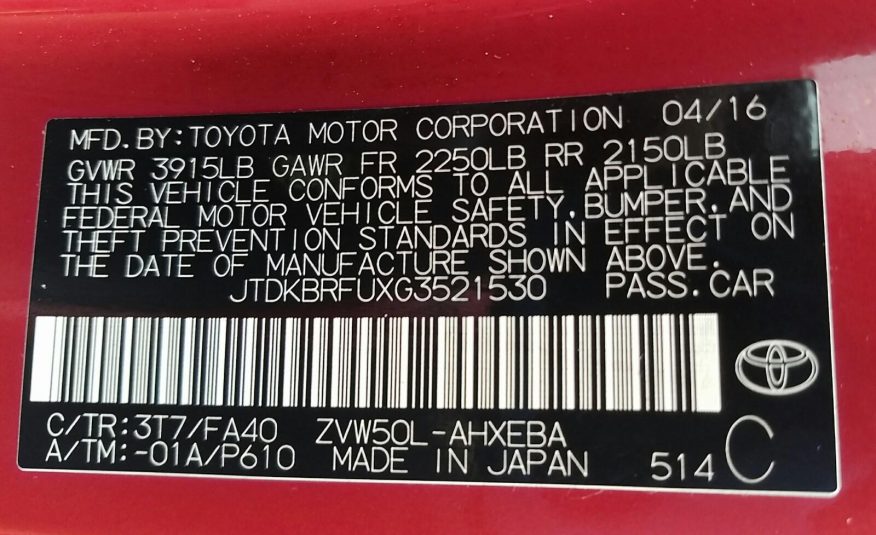 MFD.BY:TOYOTA MOTOR CORPORATION 04/16
GVWR 3915LB GAWR FR 2250LB RR 2150LB
THIS VEHICLE CONFORMS TO ALL APPLICABLE
FEDERAL MOTOR VEHICLE SAFETY,BUMPER,AND
THEFT PREVENTION STANDARDS IN EFFECT ON
THE DATE OF MANUFACTURE SHOWN ABOVE.
JTDKBRFUXG3521530 PASS.CAR
C/TR:3T7/FA40 ZVW50L-AHXEBA
A/TM:-01A/P610 MADE IN JAPAN 514 C